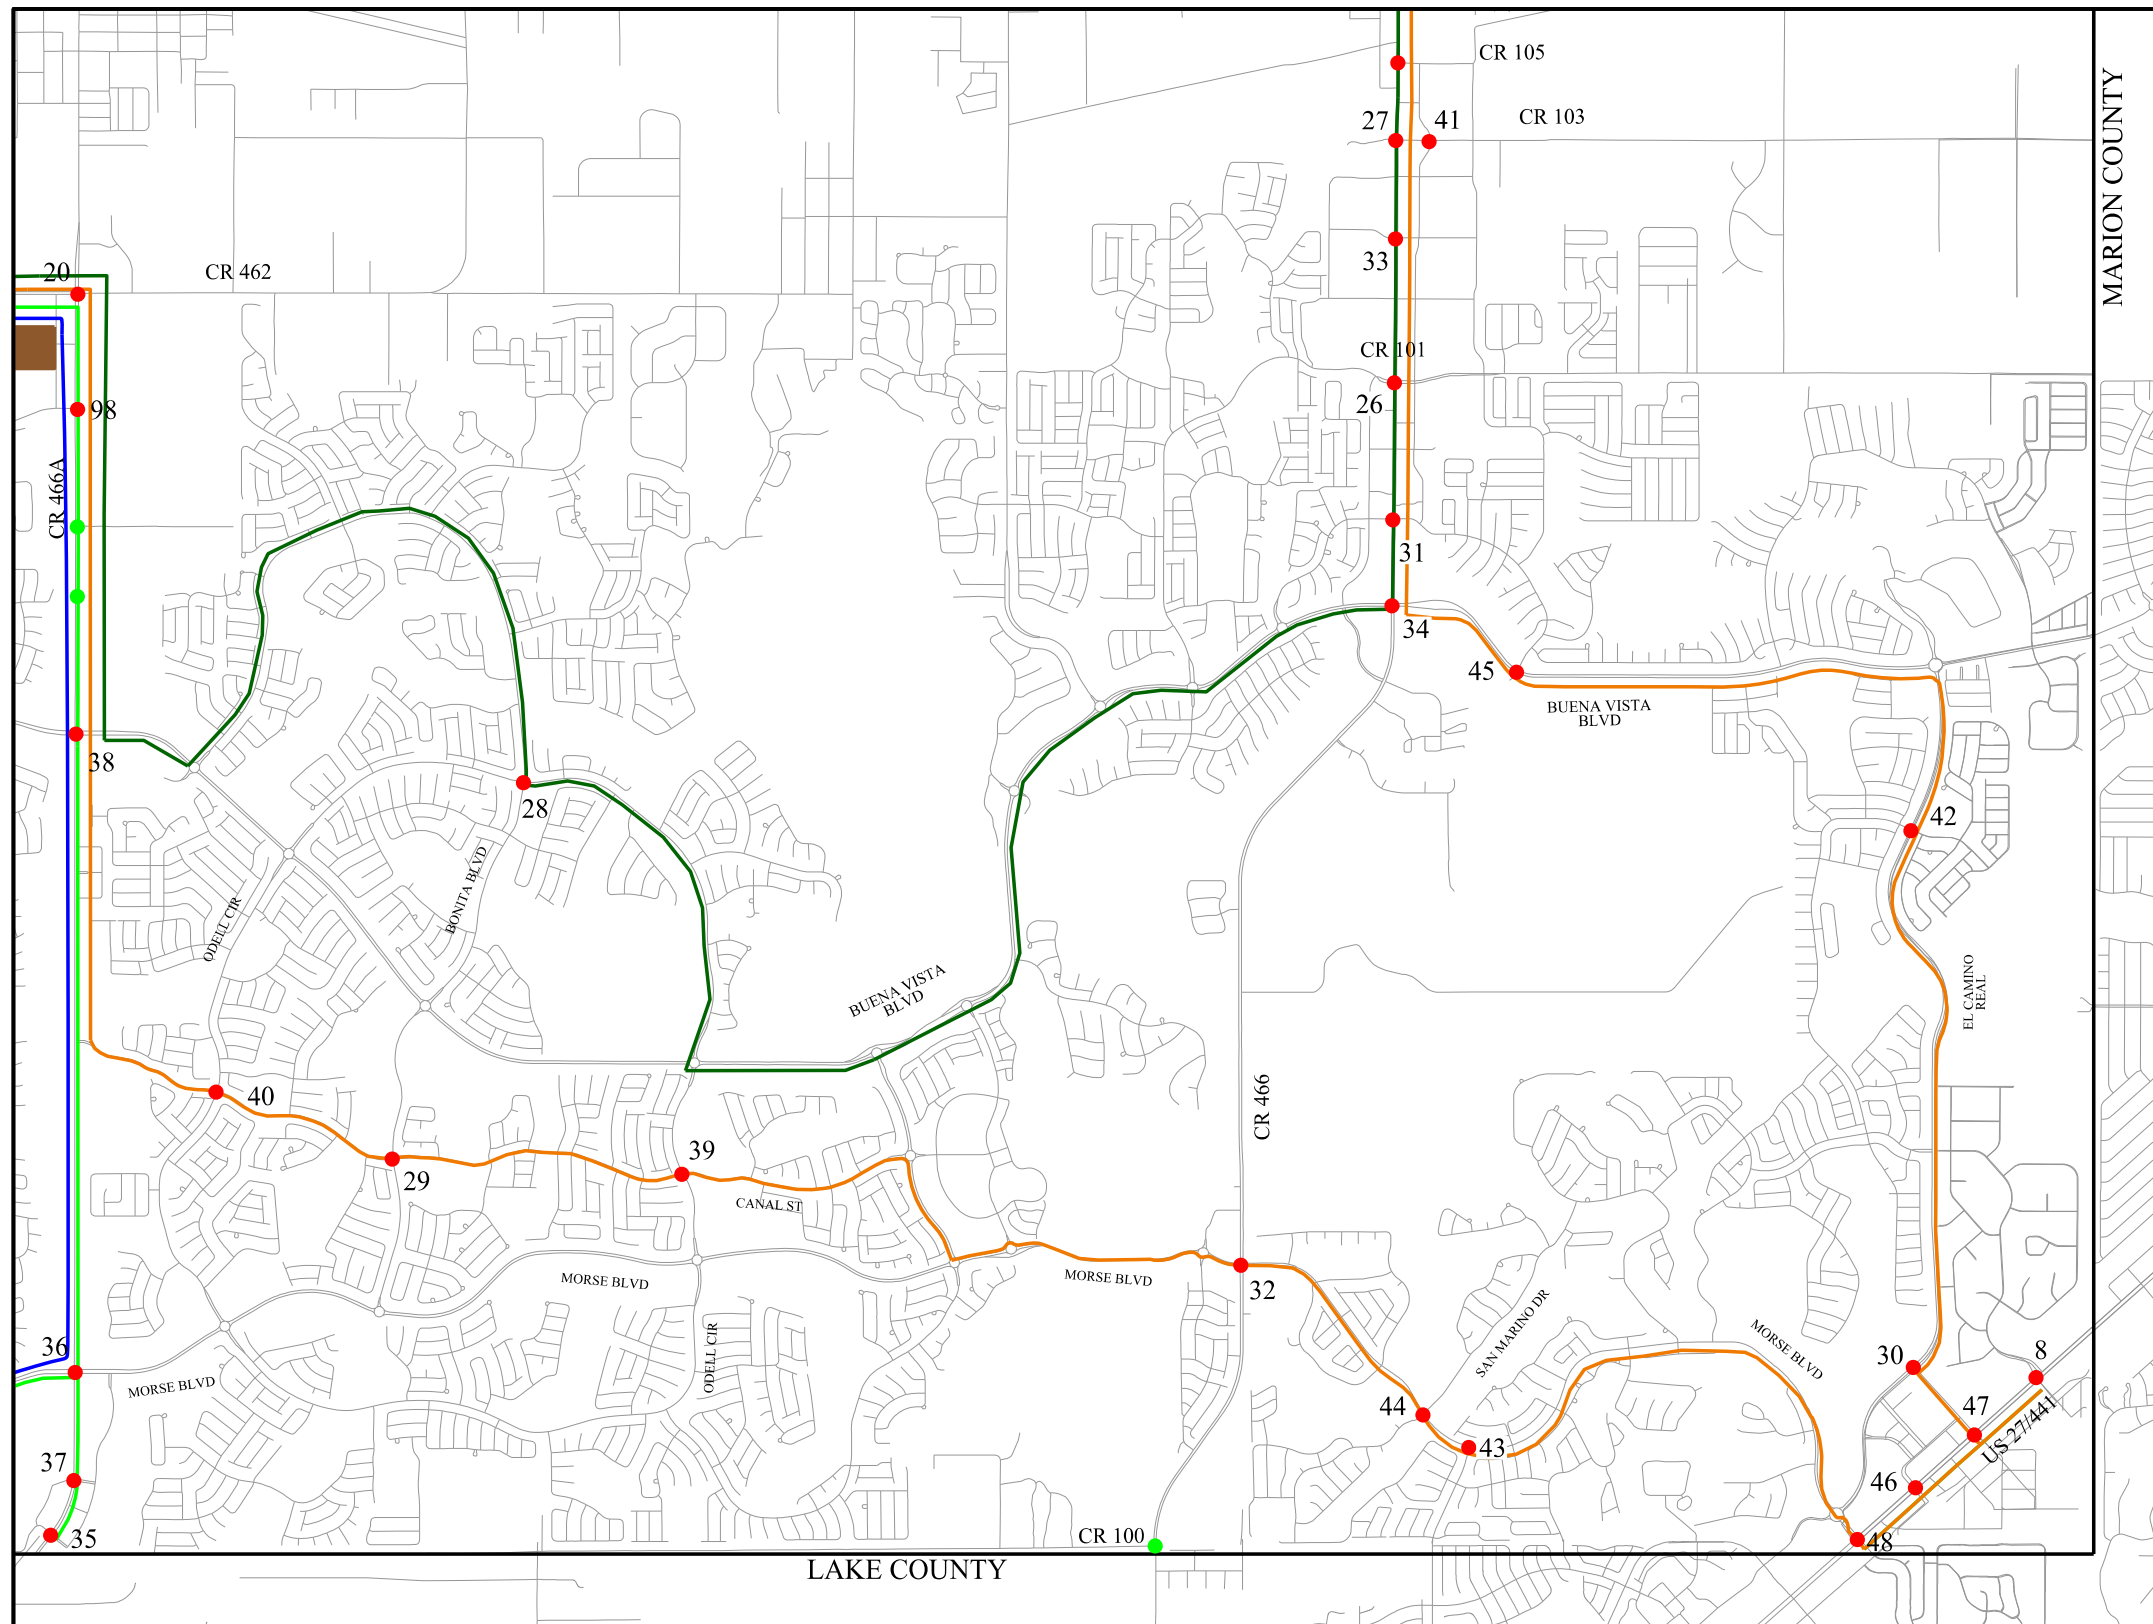 CR 105
MARION COUNTY
27
41
CR 103
33
20
CR 462
CR 101
26
98
CR 466A
31
34
45
BUENA VISTA
BLVD
38
28
42
ODELL CIR
BONITA BLVD
BUENA VISTA
BLVD
EL CAMINO
REAL
40
CR 466
39
29
CANAL ST
MORSE BLVD
MORSE BLVD
32
SAN MARINO DR
MORSE BLVD
36
MORSE BLVD
ODELL CIR
30
8
44
47
43
US 27/441
37
46
35
CR 100
48
LAKE COUNTY